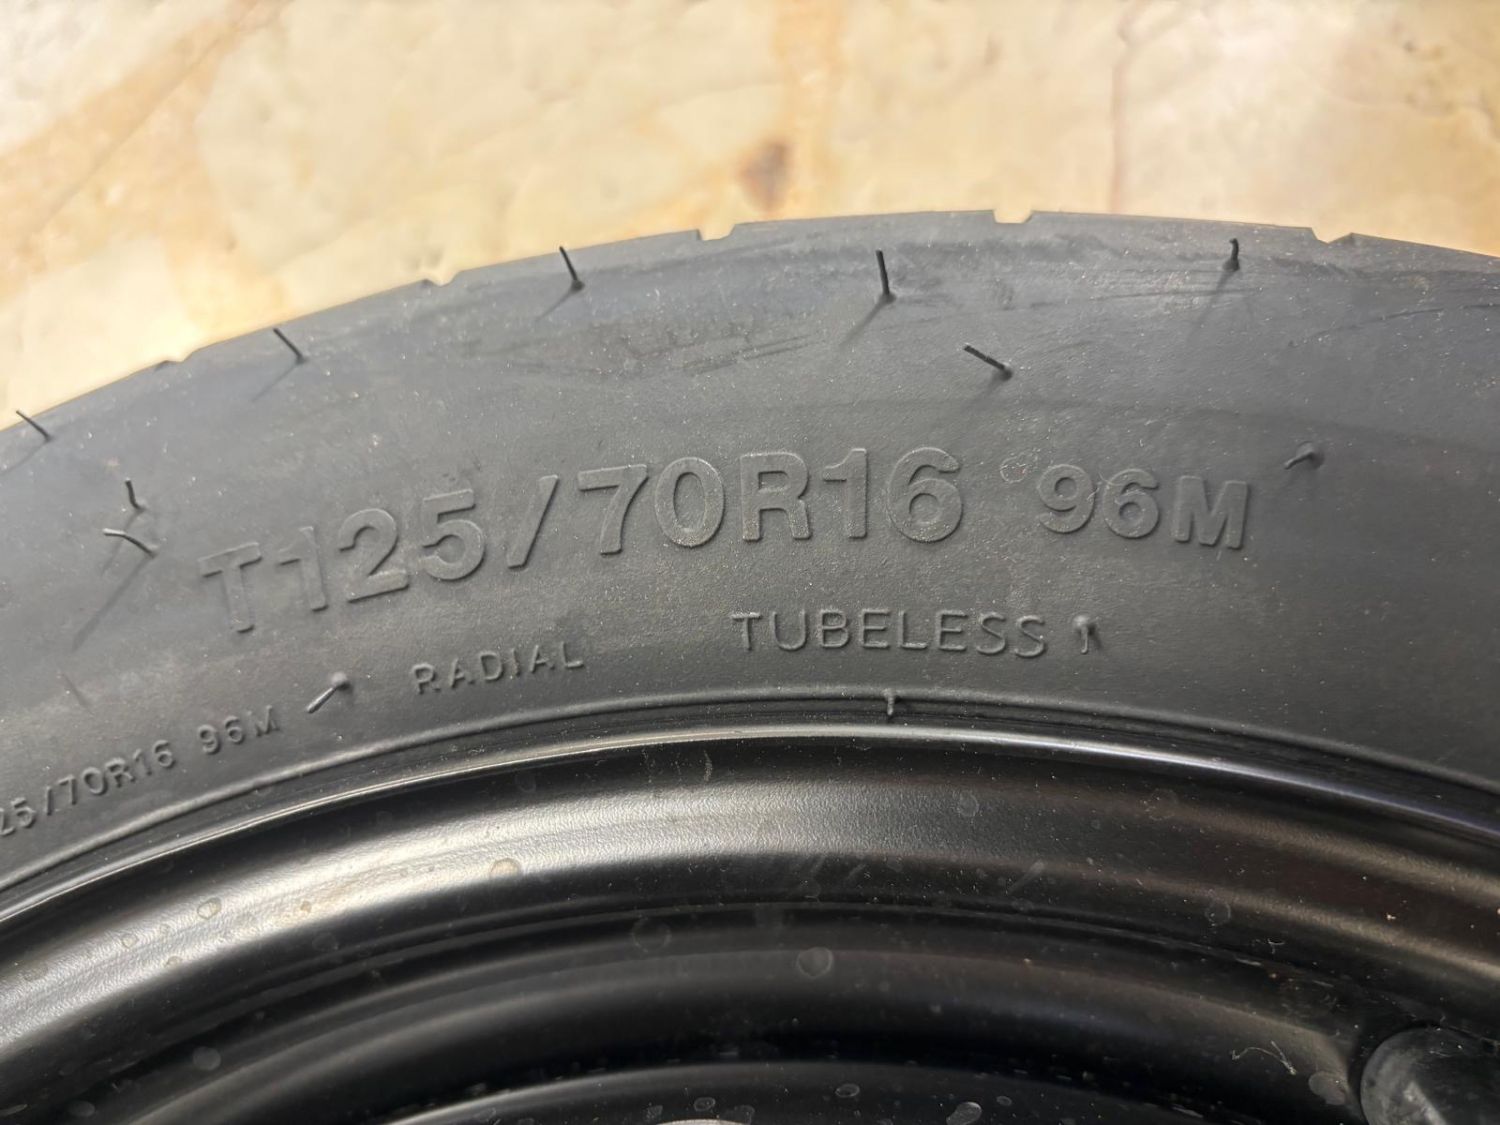 T125/70R16 96M
RADIAL TUBELESS
25/70R16 96M